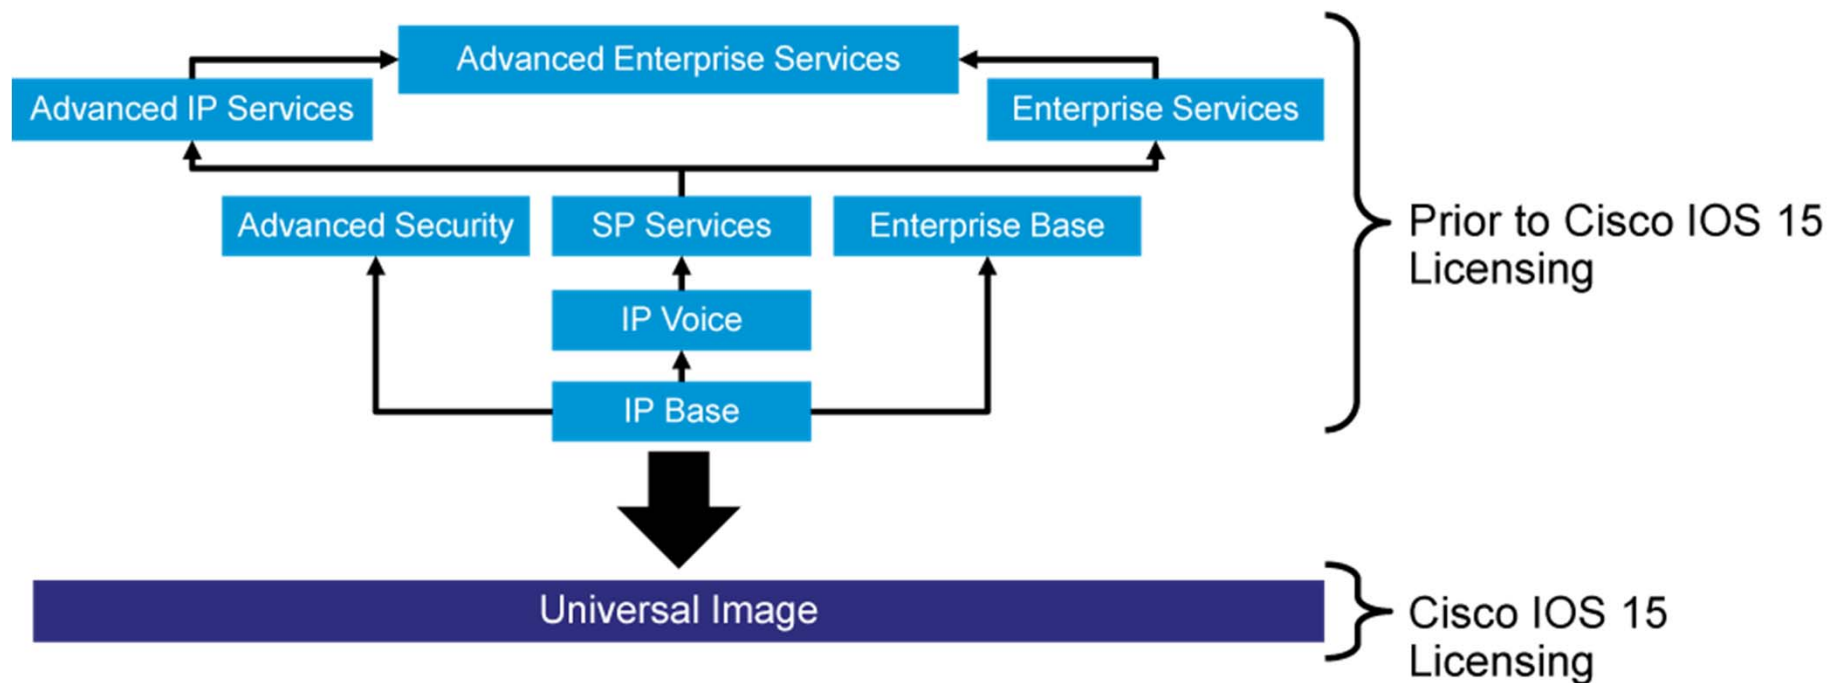 Advanced Enterprise Services
Advanced IP Services
Enterprise Services
Advanced Security
SP Services
Enterprise Base
IP Voice
IP Base
Prior to Cisco IOS 15
Licensing
Universal Image
Cisco IOS 15
Licensing